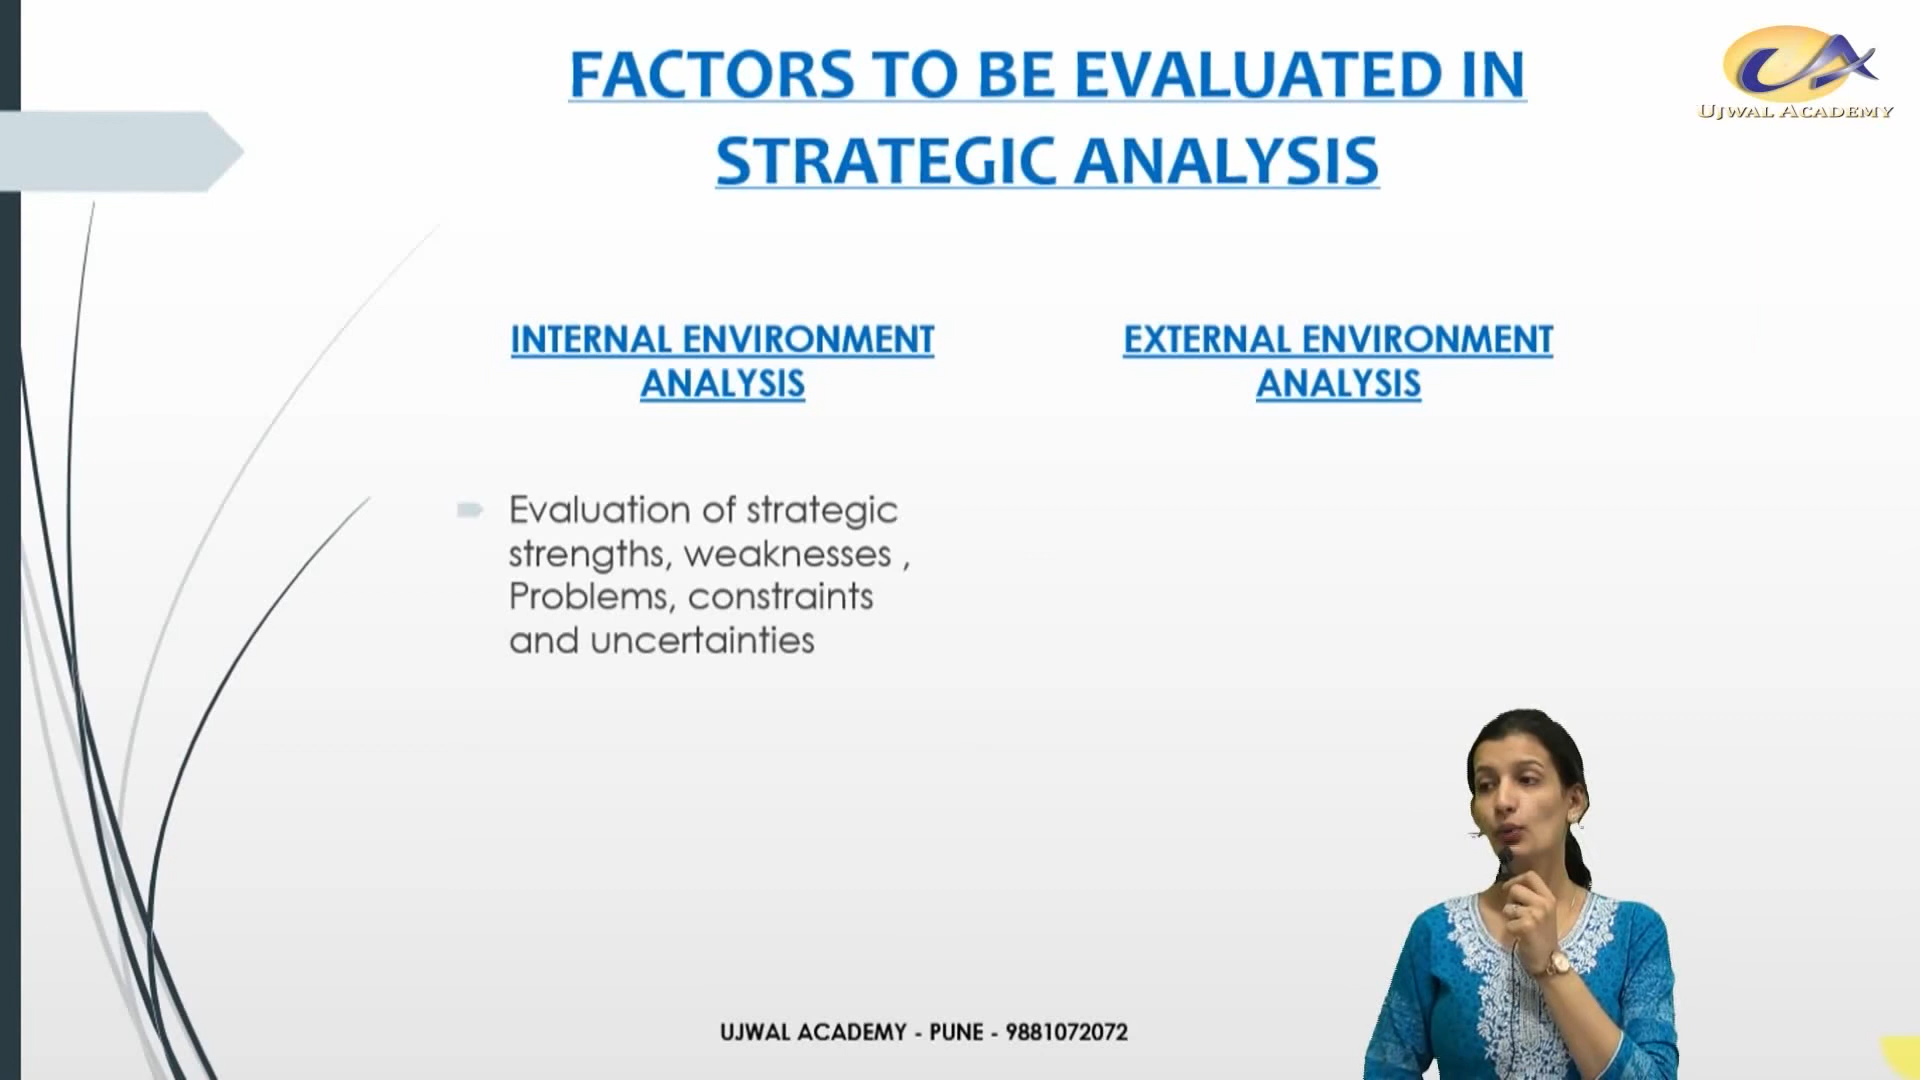 FACTORS TO BE EVALUATED IN
STRATEGIC ANALYSIS
UJWAL ACADEMY
INTERNAL ENVIRONMENT
ANALYSIS
EXTERNAL ENVIRONMENT
ANALYSIS
Evaluation of strategic
strengths, weaknesses ,
Problems, constraints
and uncertainties
UJWAL ACADEMY - PUNE - 9881072072